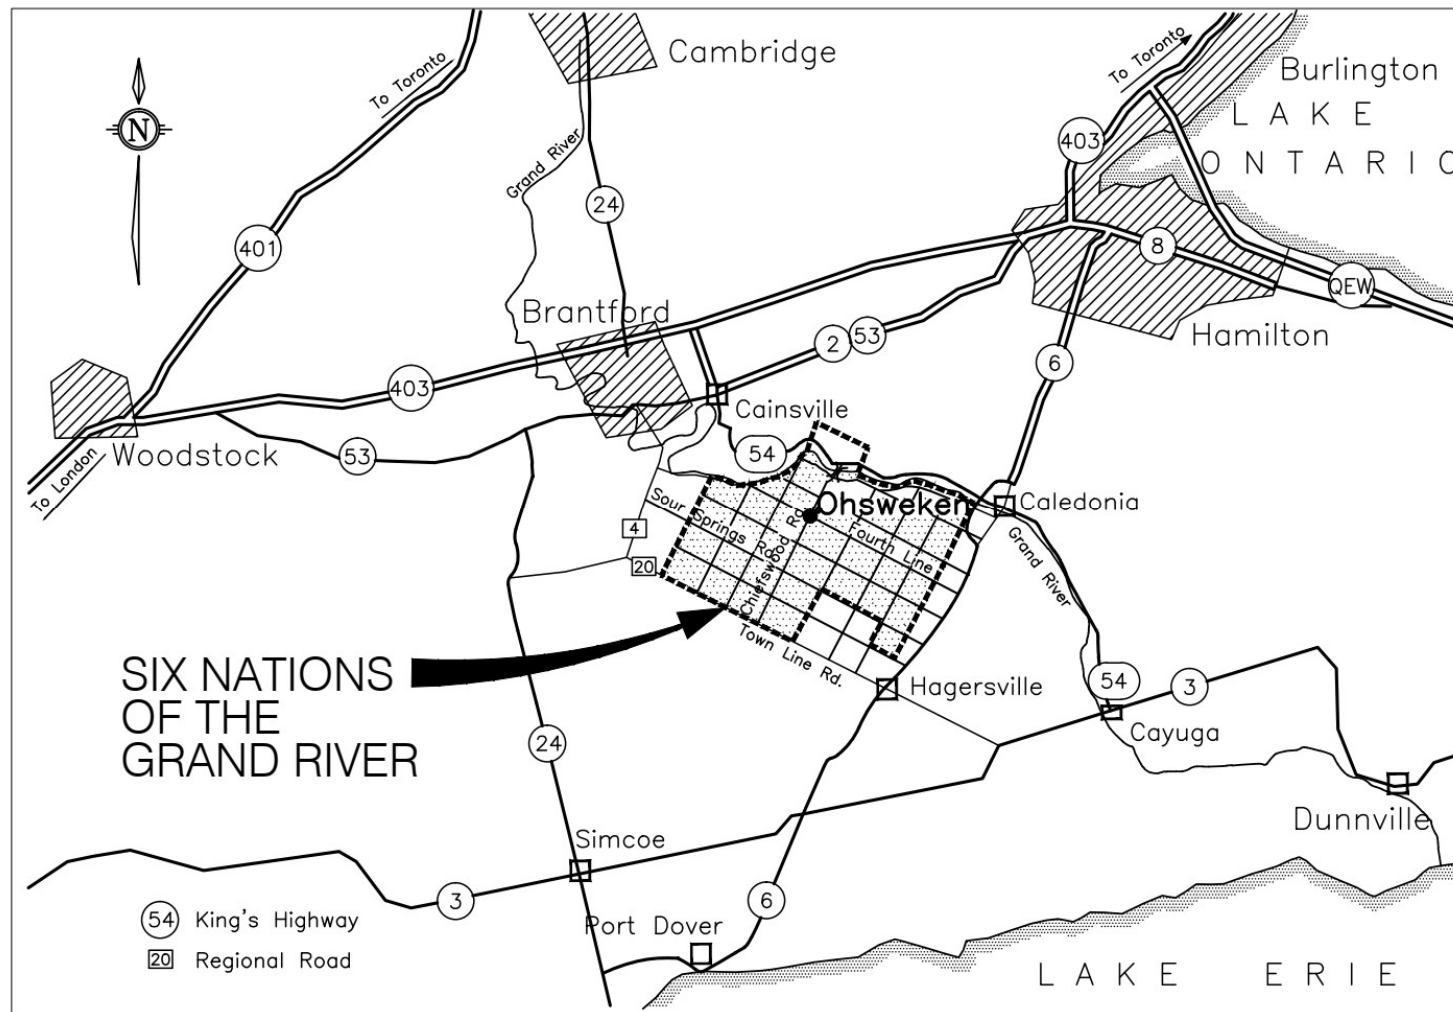 Cambridge
To Toronto
To Toronto
Burlington
LAKE
ONTARIO
N
403
Grand River
24
401
8
QEW
Brantford
Hamilton
2
53
6
403
Cainsville
Woodstock
53
54
To London
Ohsweken
Caledonia
Sour Springs Rd.
Chiefswood Rd.
Fourth Line
4
20
Grand River
Town Line Rd.
SIX NATIONS
OF THE
GRAND RIVER
Hagersville
54
3
Cayuga
24
Dunnville
Simcoe
3
6
Port Dover
54 King's Highway
20 Regional Road
LAKE ERIE